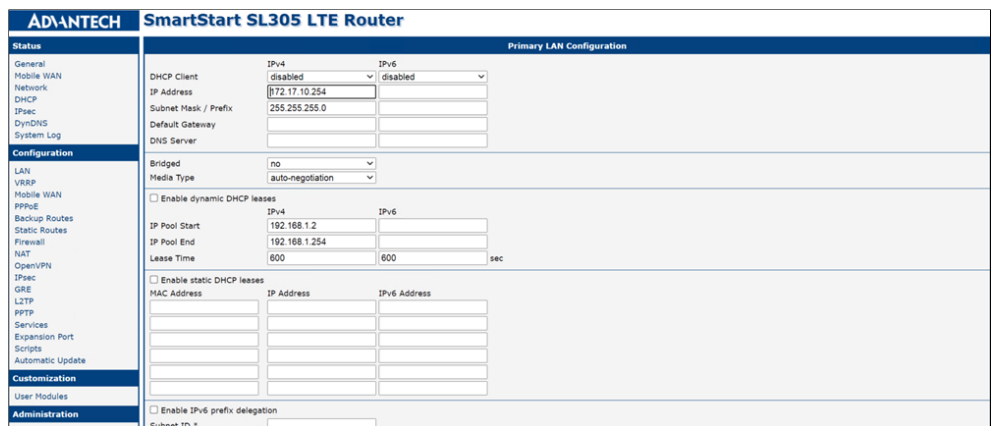 ADVANTECH SmartStart SL305 LTE Router
Status
General
Mobile WAN
Network
DHCP
IPsec
DynDNS
System Log
Configuration
LAN
VRRP
Mobile WAN
PPPoE
Backup Routes
Static Routes
Firewall
NAT
OpenVPN
IPsec
GRE
L2TP
PPTP
Services
Expansion Port
Scripts
Automatic Update
Customization
User Modules
Administration
Primary LAN Configuration
IPv4 IPv6
DHCP Client disabled disabled
IP Address 172.17.10.254
Subnet Mask / Prefix 255.255.255.0
Default Gateway
DNS Server
Bridged no
Media Type auto-negotiation
Enable dynamic DHCP leases
IPv4 IPv6
IP Pool Start 192.168.1.2
IP Pool End 192.168.1.254
Lease Time 600 600 sec
Enable static DHCP leases
MAC Address IP Address IPv6 Address
Enable IPv6 prefix delegation
Subnet ID *